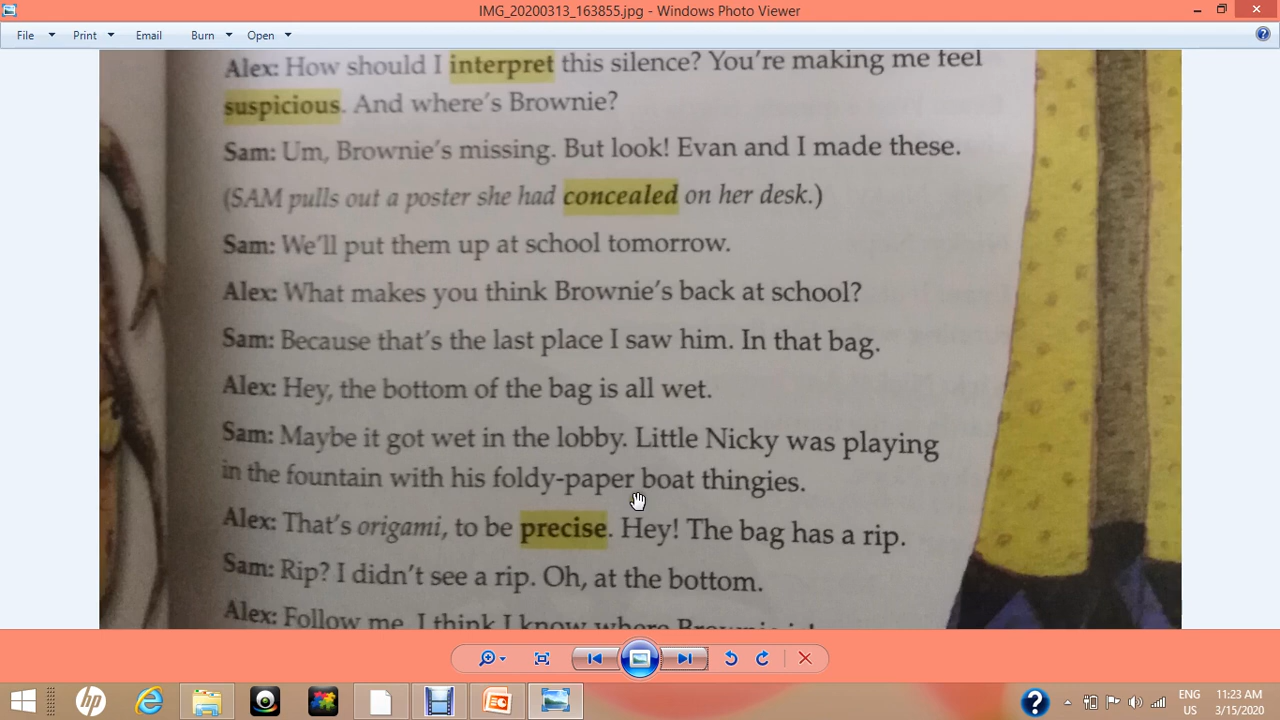 IMG_20200313_163855.jpg - Windows Photo Viewer
File Print Email Burn Open
Alex: How should I interpret this silence? You're making me feel
suspicious. And where's Brownie?
Sam: Um, Brownie's missing. But look! Evan and I made these.
(SAM pulls out a poster she had concealed on her desk.)
Sam: We'll put them up at school tomorrow.
Alex: What makes you think Brownie's back at school?
Sam: Because that's the last place I saw him. In that bag.
Alex: Hey, the bottom of the bag is all wet.
Sam: Maybe it got wet in the lobby. Little Nicky was playing
in the fountain with his foldy-paper boat thingies.
Alex: That's origami, to be precise. Hey! The bag has a rip.
Sam: Rip? I didn't see a rip. Oh, at the bottom.
Alex: Follow me. I think I know where Brownie is!
hp
ENG 11:23 AM
US 3/15/2020